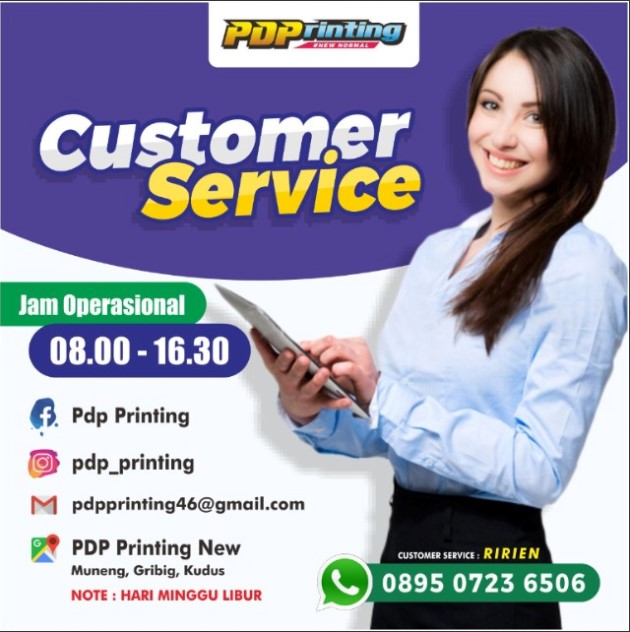 PDPrinting
#NEW NORMAL
Customer
Service
Jam Operasional
08.00 - 16.30
Pdp Printing
pdp_printing
pdpprinting46@gmail.com
PDP Printing New
Muneng, Gribig, Kudus
NOTE : HARI MINGGU LIBUR
CUSTOMER SERVICE : RIRIEN
0895 0723 6506